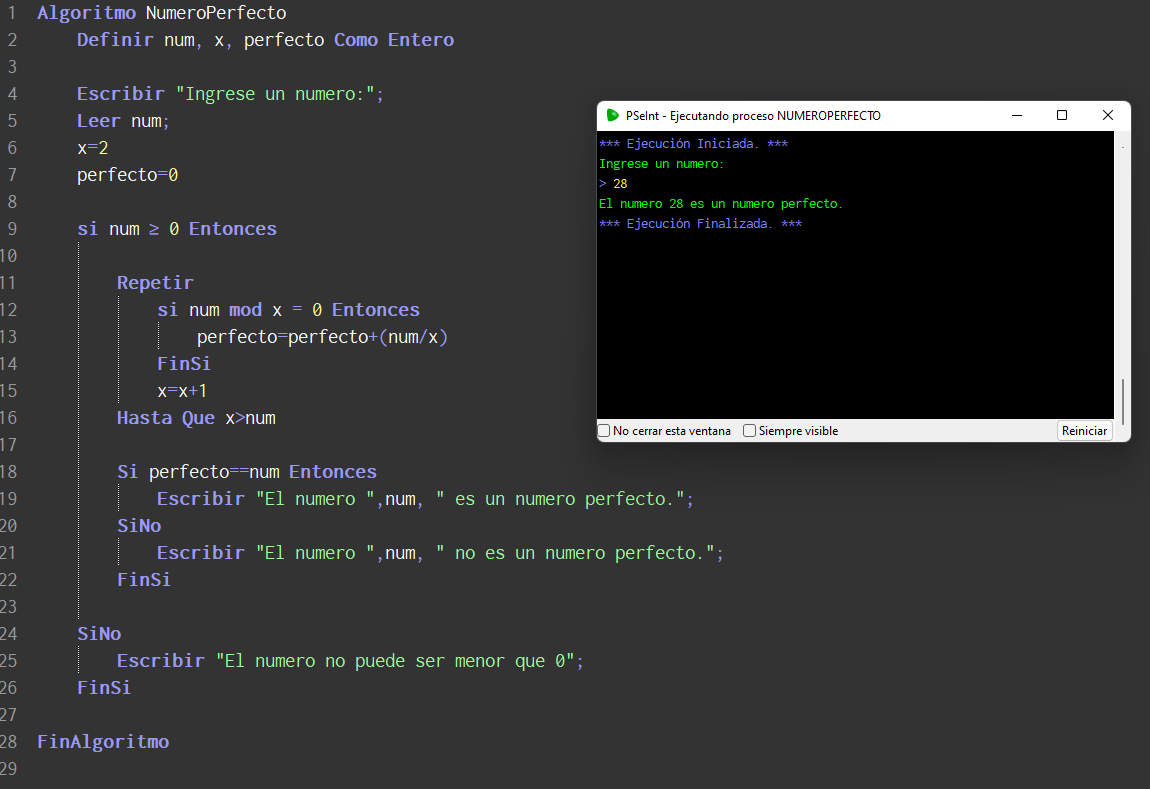 1 Algoritmo NumeroPerfecto
2 Definir num, x, perfecto Como Entero
3
4 Escribir "Ingrese un numero:";
5 Leer num;
6 x=2
7 perfecto=0
8
9 si num ≥ 0 Entonces
10
11 Repetir
12 si num mod x = 0 Entonces
13 perfecto=perfecto+(num/x)
14 FinSi
15 x=x+1
16 Hasta Que x>num
17
18 Si perfecto==num Entonces
19 Escribir "El numero ",num, " es un numero perfecto.";
20 SiNo
21 Escribir "El numero ",num, " no es un numero perfecto.";
22 FinSi
23
24 SiNo
25 Escribir "El numero no puede ser menor que 0";
26 FinSi
27
28 FinAlgoritmo
29
PSeInt - Ejecutando proceso NUMEROPERFECTO
*** Ejecución Iniciada. ***
Ingrese un numero:
> 28
El numero 28 es un numero perfecto.
*** Ejecución Finalizada. ***
No cerrar esta ventana Siempre visible Reiniciar